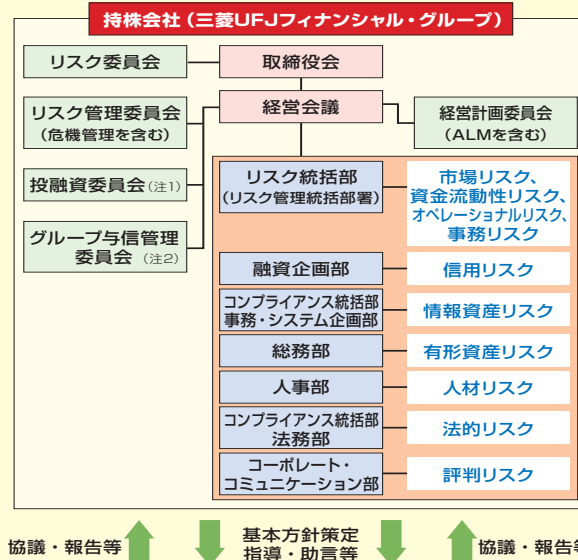 持株会社(三菱UFJフィナンシャル・グループ)
リスク委員会
取締役会
リスク管理委員会
(危機管理を含む)
経営会議
経営計画委員会
(ALMを含む)
投融資委員会(注1)
グループ与信管理
委員会(注2)
リスク統括部
(リスク管理統括部署)
市場リスク、
資金流動性リスク、
オペレーショナルリスク、
事務リスク
融資企画部
信用リスク
コンプライアンス統括部
事務・システム企画部
情報資産リスク
総務部
有形資産リスク
人事部
人材リスク
コンプライアンス統括部
法務部
法的リスク
コーポレート・
コミュニケーション部
評判リスク
協議・報告等
基本方針策定
指導・助言等
協議・報告等